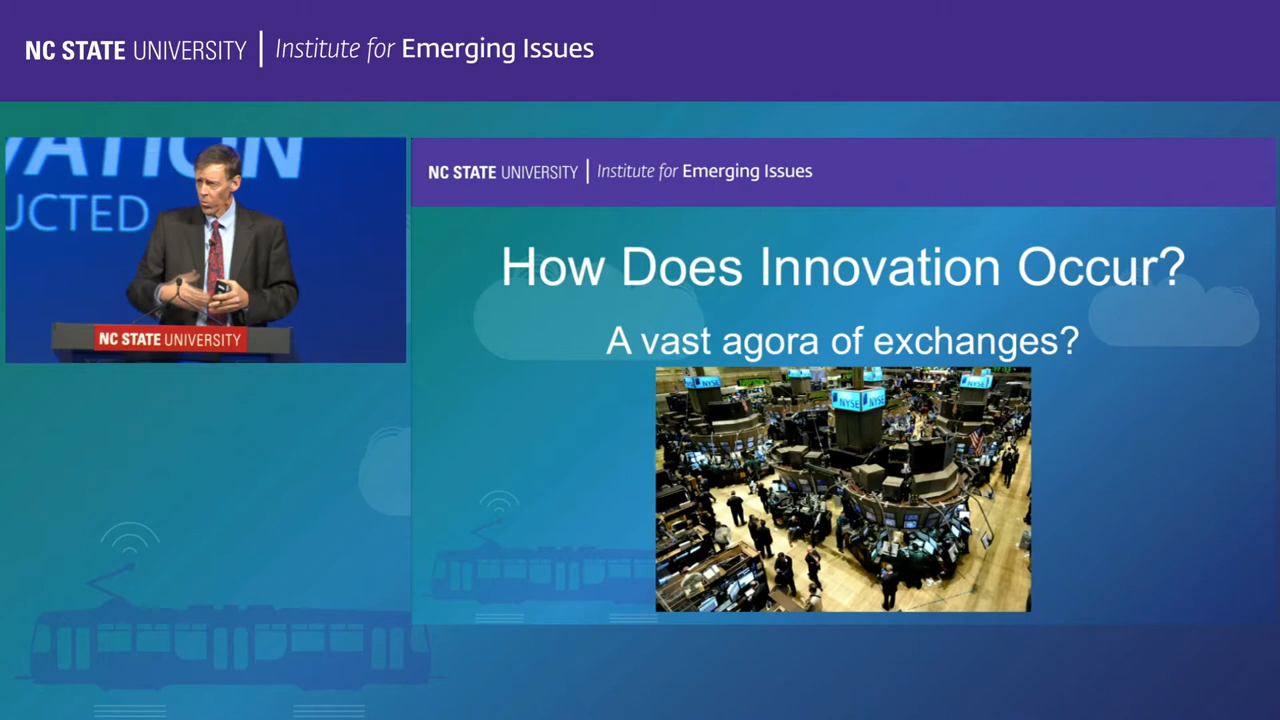 NC STATE UNIVERSITY | Institute for Emerging Issues
VATION
UCTED
NC STATE UNIVERSITY
NC STATE UNIVERSITY | Institute for Emerging Issues
How Does Innovation Occur?
A vast agora of exchanges?
NYSE
NYSE
NYSE